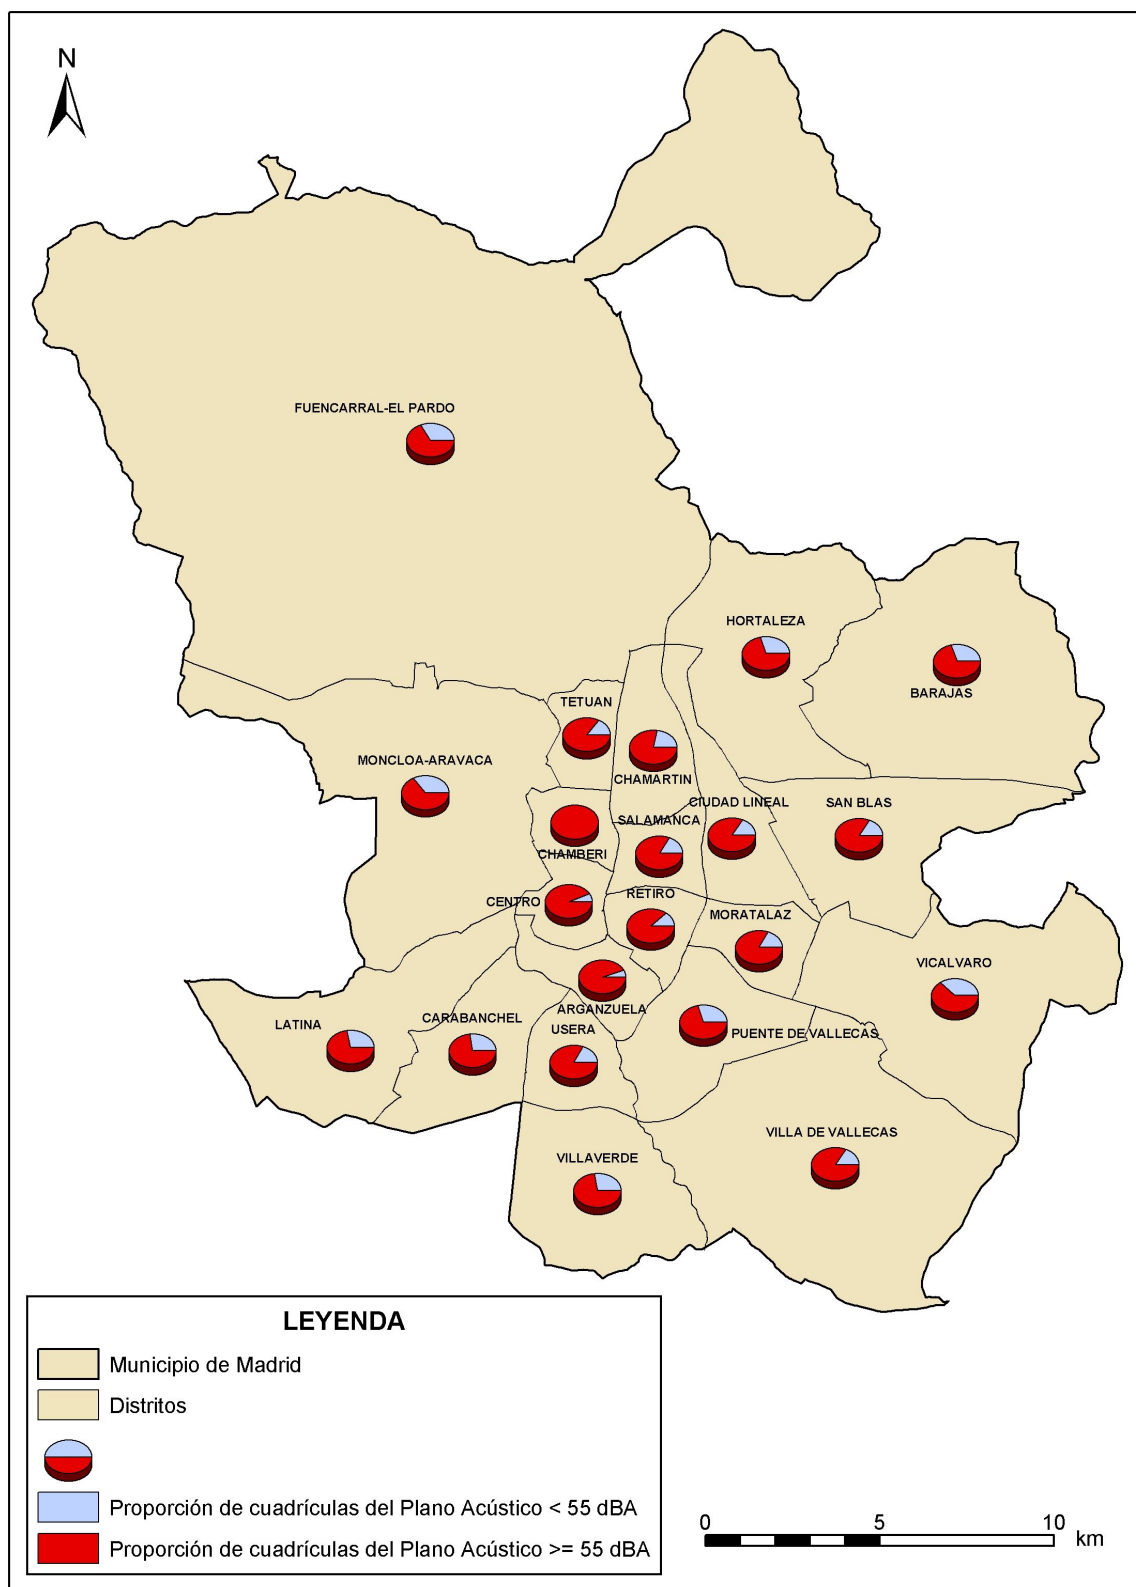 N
FUENCARRAL-EL PARDO
HORTALEZA
BARAJAS
TETUAN
MONCLOA-ARAVACA
CHAMARTIN
CIUDAD LINEAL
SAN BLAS
SALAMANCA
CHAMBERI
CENTRO
RETIRO
MORATALAZ
VICALVARO
ARGANZUELA
LATINA
CARABANCHEL
USERA
PUENTE DE VALLECAS
VILLA DE VALLECAS
VILLAVERDE
LEYENDA
Municipio de Madrid
Distritos
Proporción de cuadrículas del Plano Acústico < 55 dBA
Proporción de cuadrículas del Plano Acústico >= 55 dBA
0 5 10
km